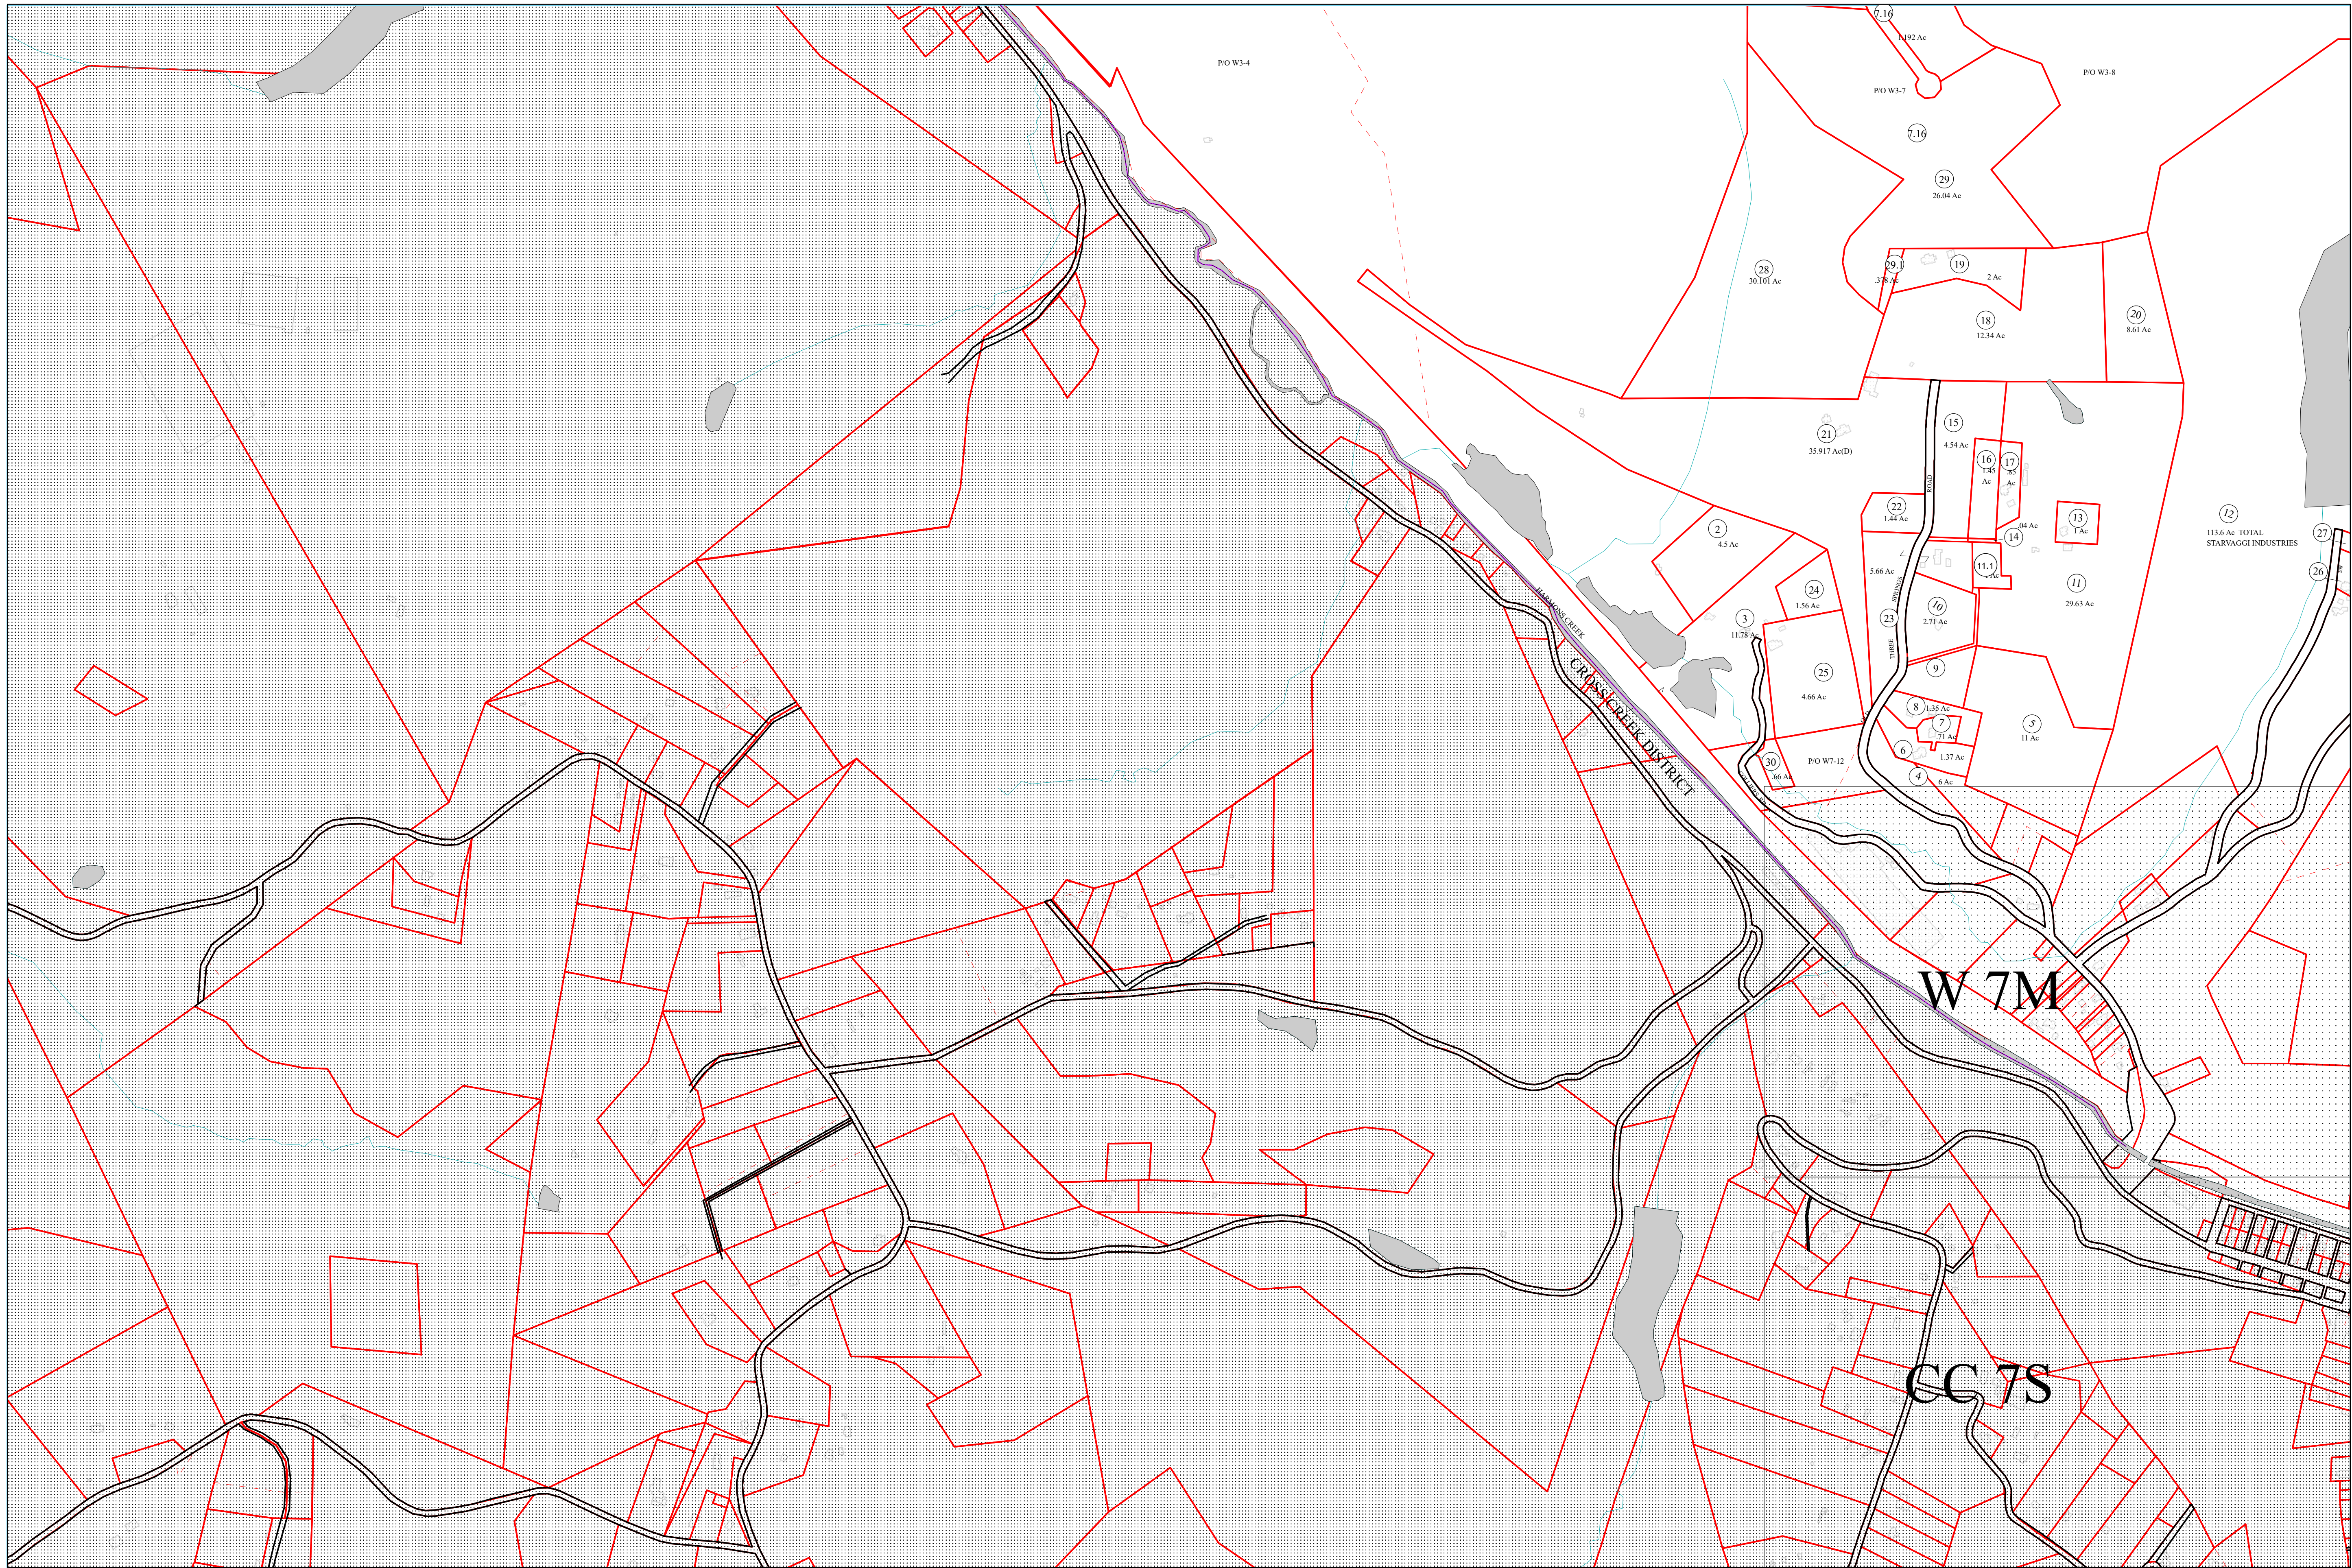 7.16
1.192 Ac
P/O W3-4
P/O W3-8
P/O W3-7
7.16
29
26.04 Ac
28
30.101 Ac
29.1
.378 Ac
19
2 Ac
18
12.34 Ac
20
8.61 Ac
21
35.917 Ac(D)
15
4.54 Ac
16
1.45
Ac
17
.85
Ac
ROAD
22
1.44 Ac
13
1 Ac
12
113.6 Ac TOTAL
STARVAGGI INDUSTRIES
27
26
2
4.5 Ac
.04 Ac
14
11.1
11
29.63 Ac
5.66 Ac
SPRINGS
24
1.56 Ac
10
2.71 Ac
3
11.78 Ac
23
THREE
HARMONS CREEK
25
4.66 Ac
9
CROSS CREEK DISTRICT
8
1.35 Ac
7
.71 Ac
5
11 Ac
6
1.37 Ac
30
.66 Ac
P/O W7-12
4
6 Ac
W 7M
CC 7S